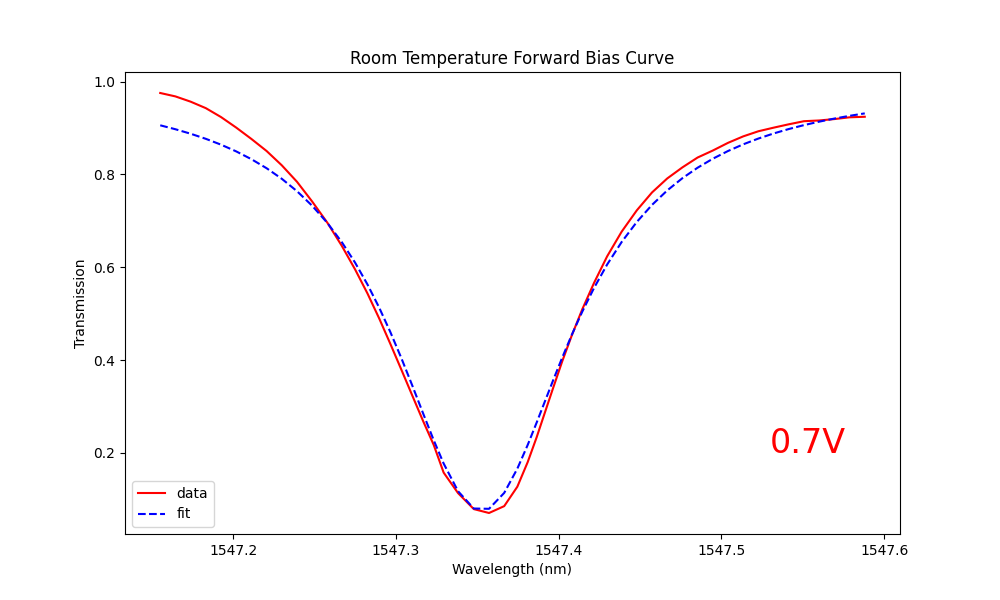 Room Temperature Forward Bias Curve
1.0
0.8
0.6
0.4
0.2
Transmission
0.7V
data
fit
1547.2 1547.3 1547.4 1547.5 1547.6
Wavelength (nm)